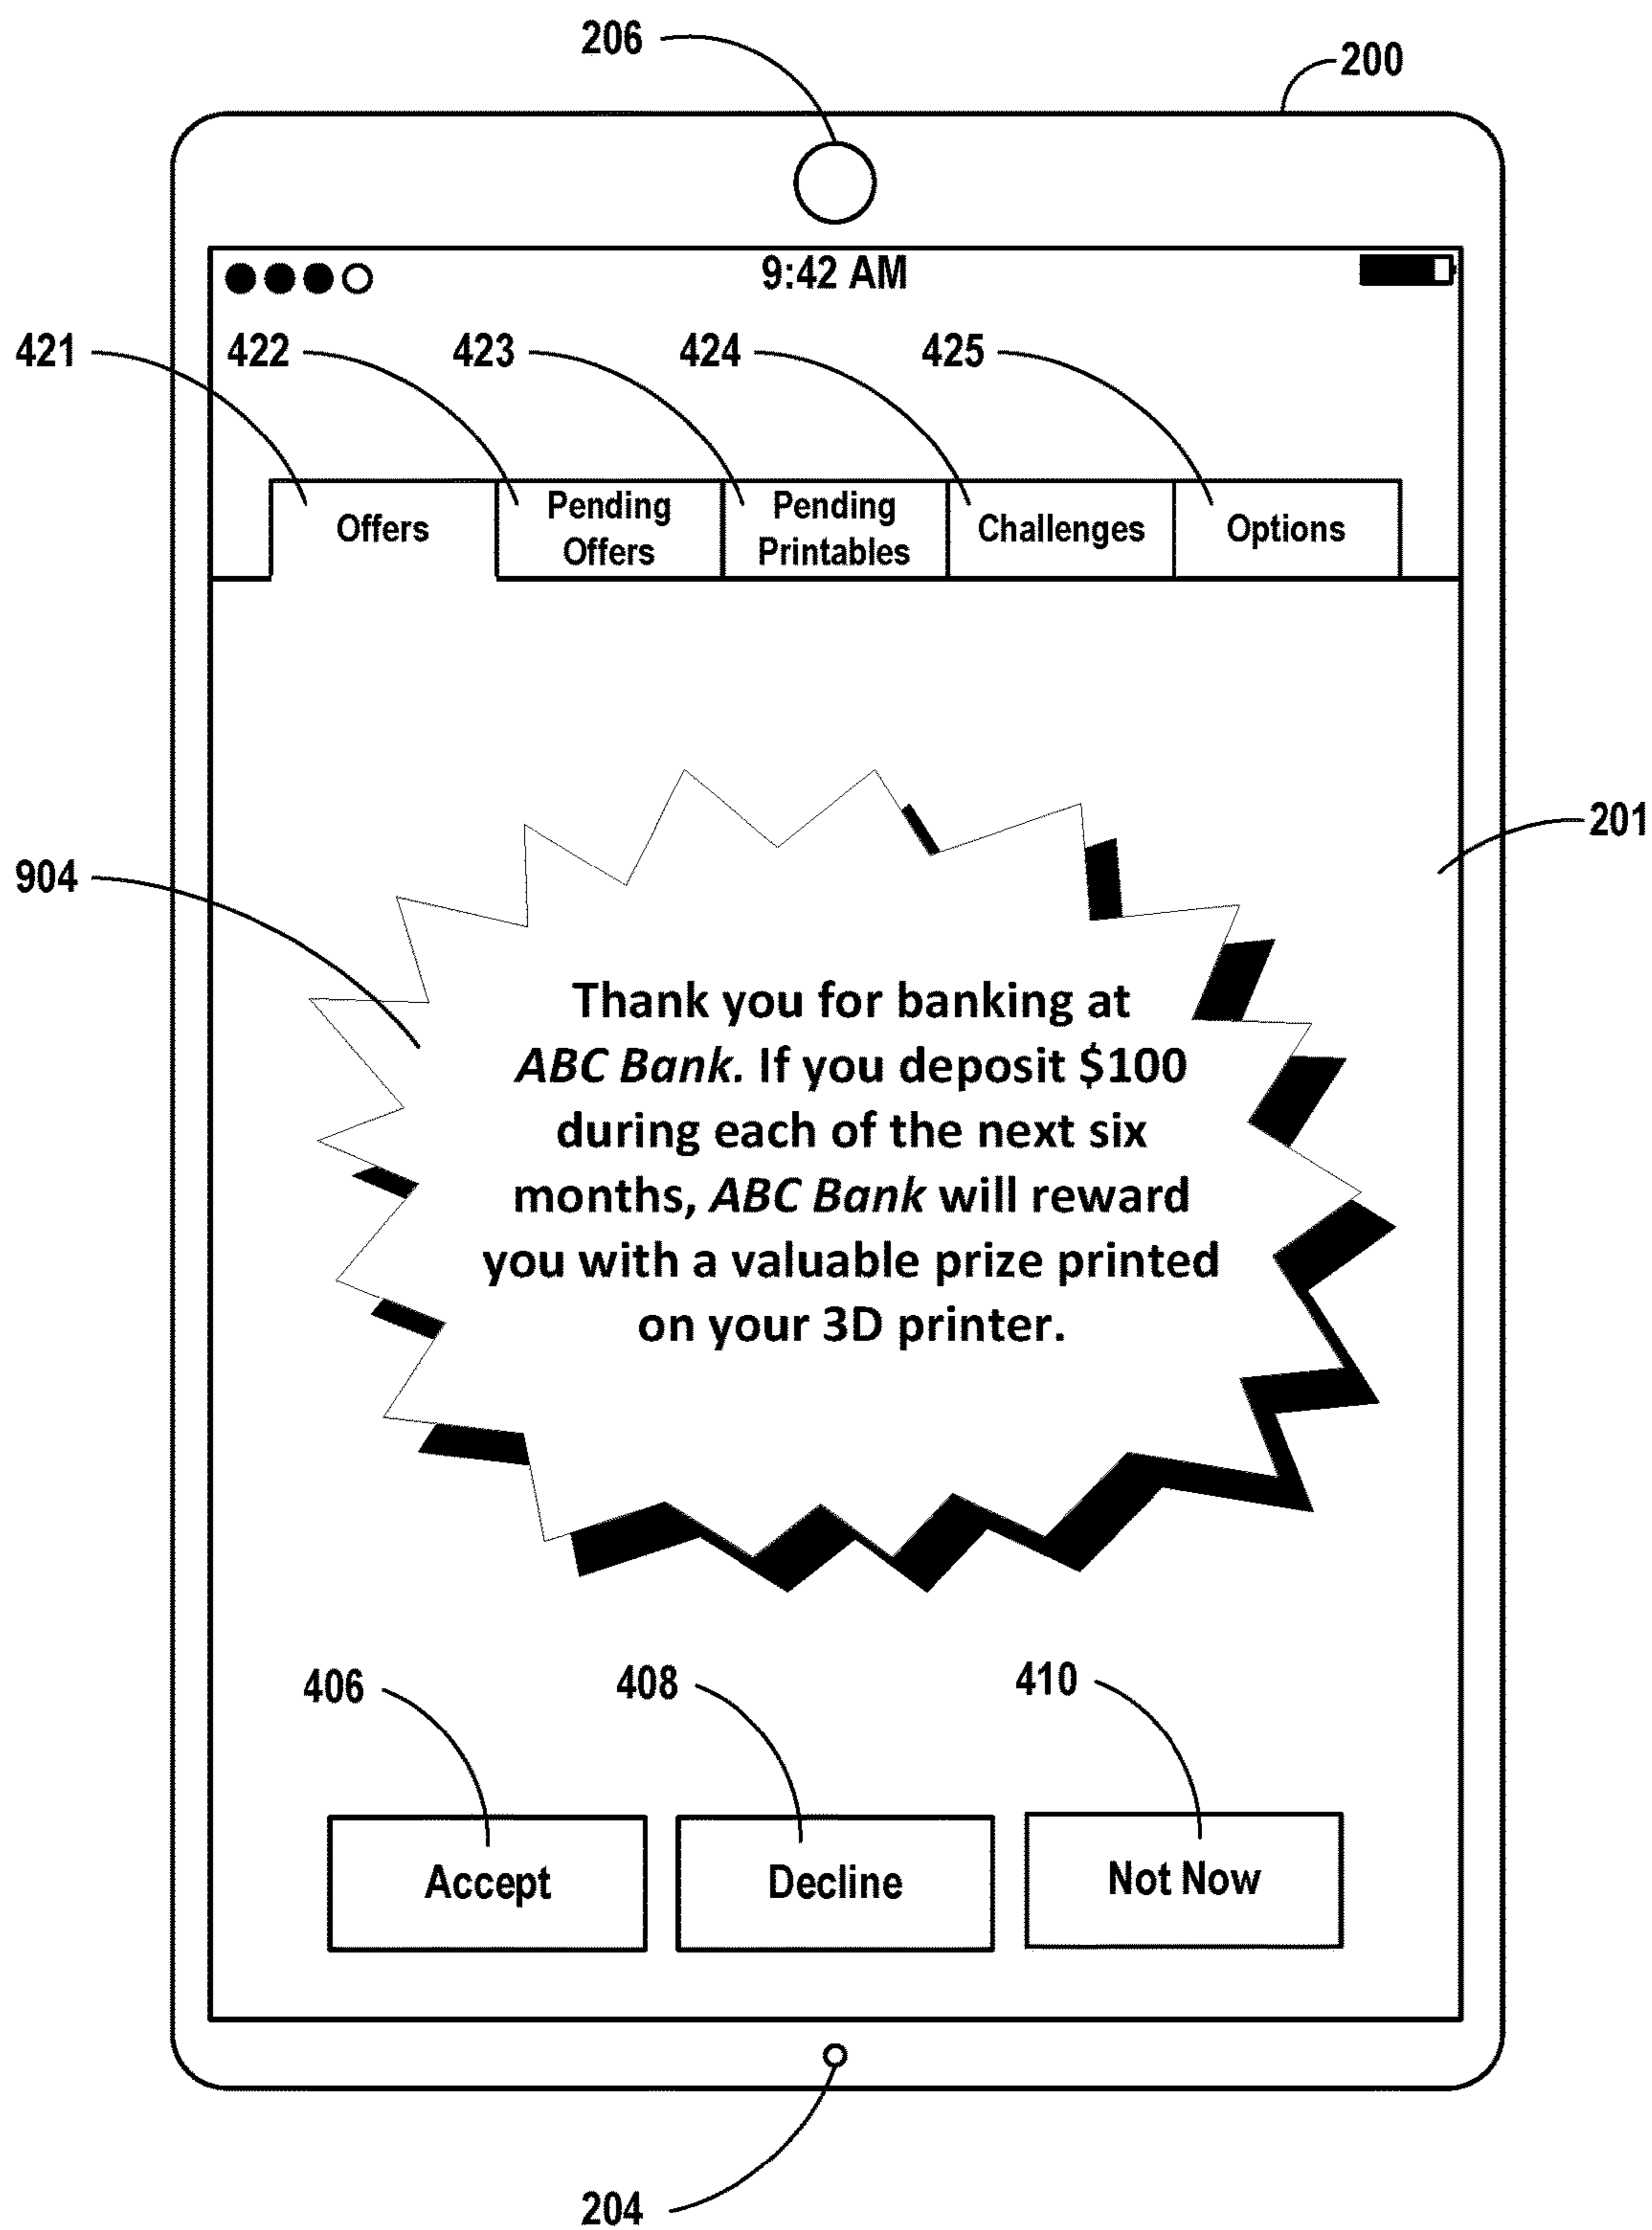 206
200
9:42 AM
421
422
423
424
425
Offers
Pending
Offers
Pending
Printables
Challenges
Options
201
904
Thank you for banking at
ABC Bank. If you deposit $100
during each of the next six
months, ABC Bank will reward
you with a valuable prize printed
on your 3D printer.
406
408
410
Accept
Decline
Not Now
204